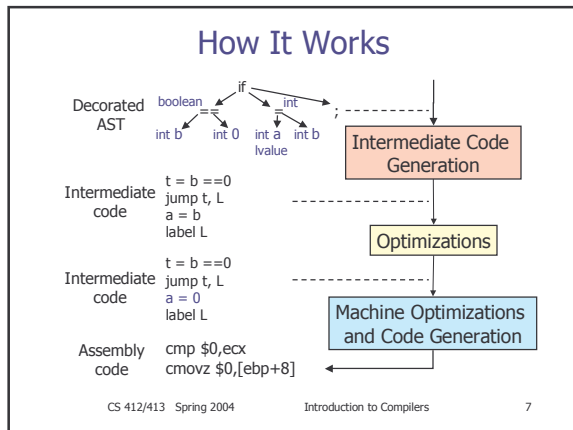 How It Works
Decorated
AST
if
boolean
==
int
=
;
int b
int 0
int a
lvalue
int b
Intermediate Code
Generation
Intermediate
code
t = b ==0
jump t, L
a = b
label L
Optimizations
Intermediate
code
t = b ==0
jump t, L
a = 0
label L
Machine Optimizations
and Code Generation
Assembly
code
cmp $0,ecx
cmovz $0,[ebp+8]
CS 412/413 Spring 2004 Introduction to Compilers 7